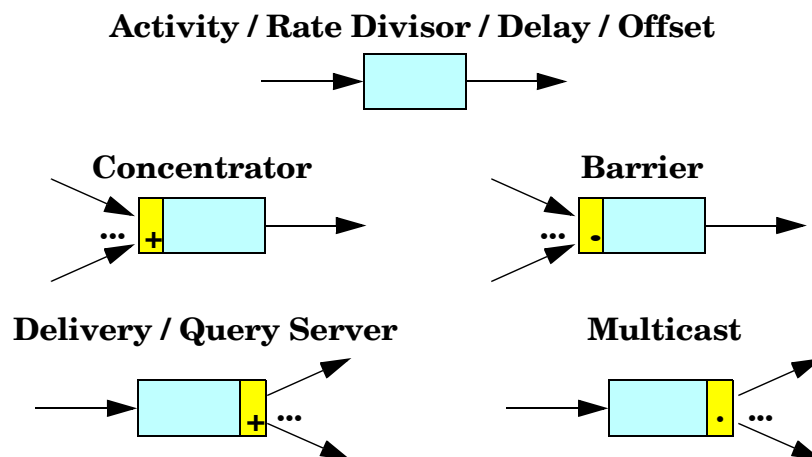 Activity / Rate Divisor / Delay / Offset
Concentrator
Barrier
... +
... •
Delivery / Query Server
Multicast
+ ...
. ...